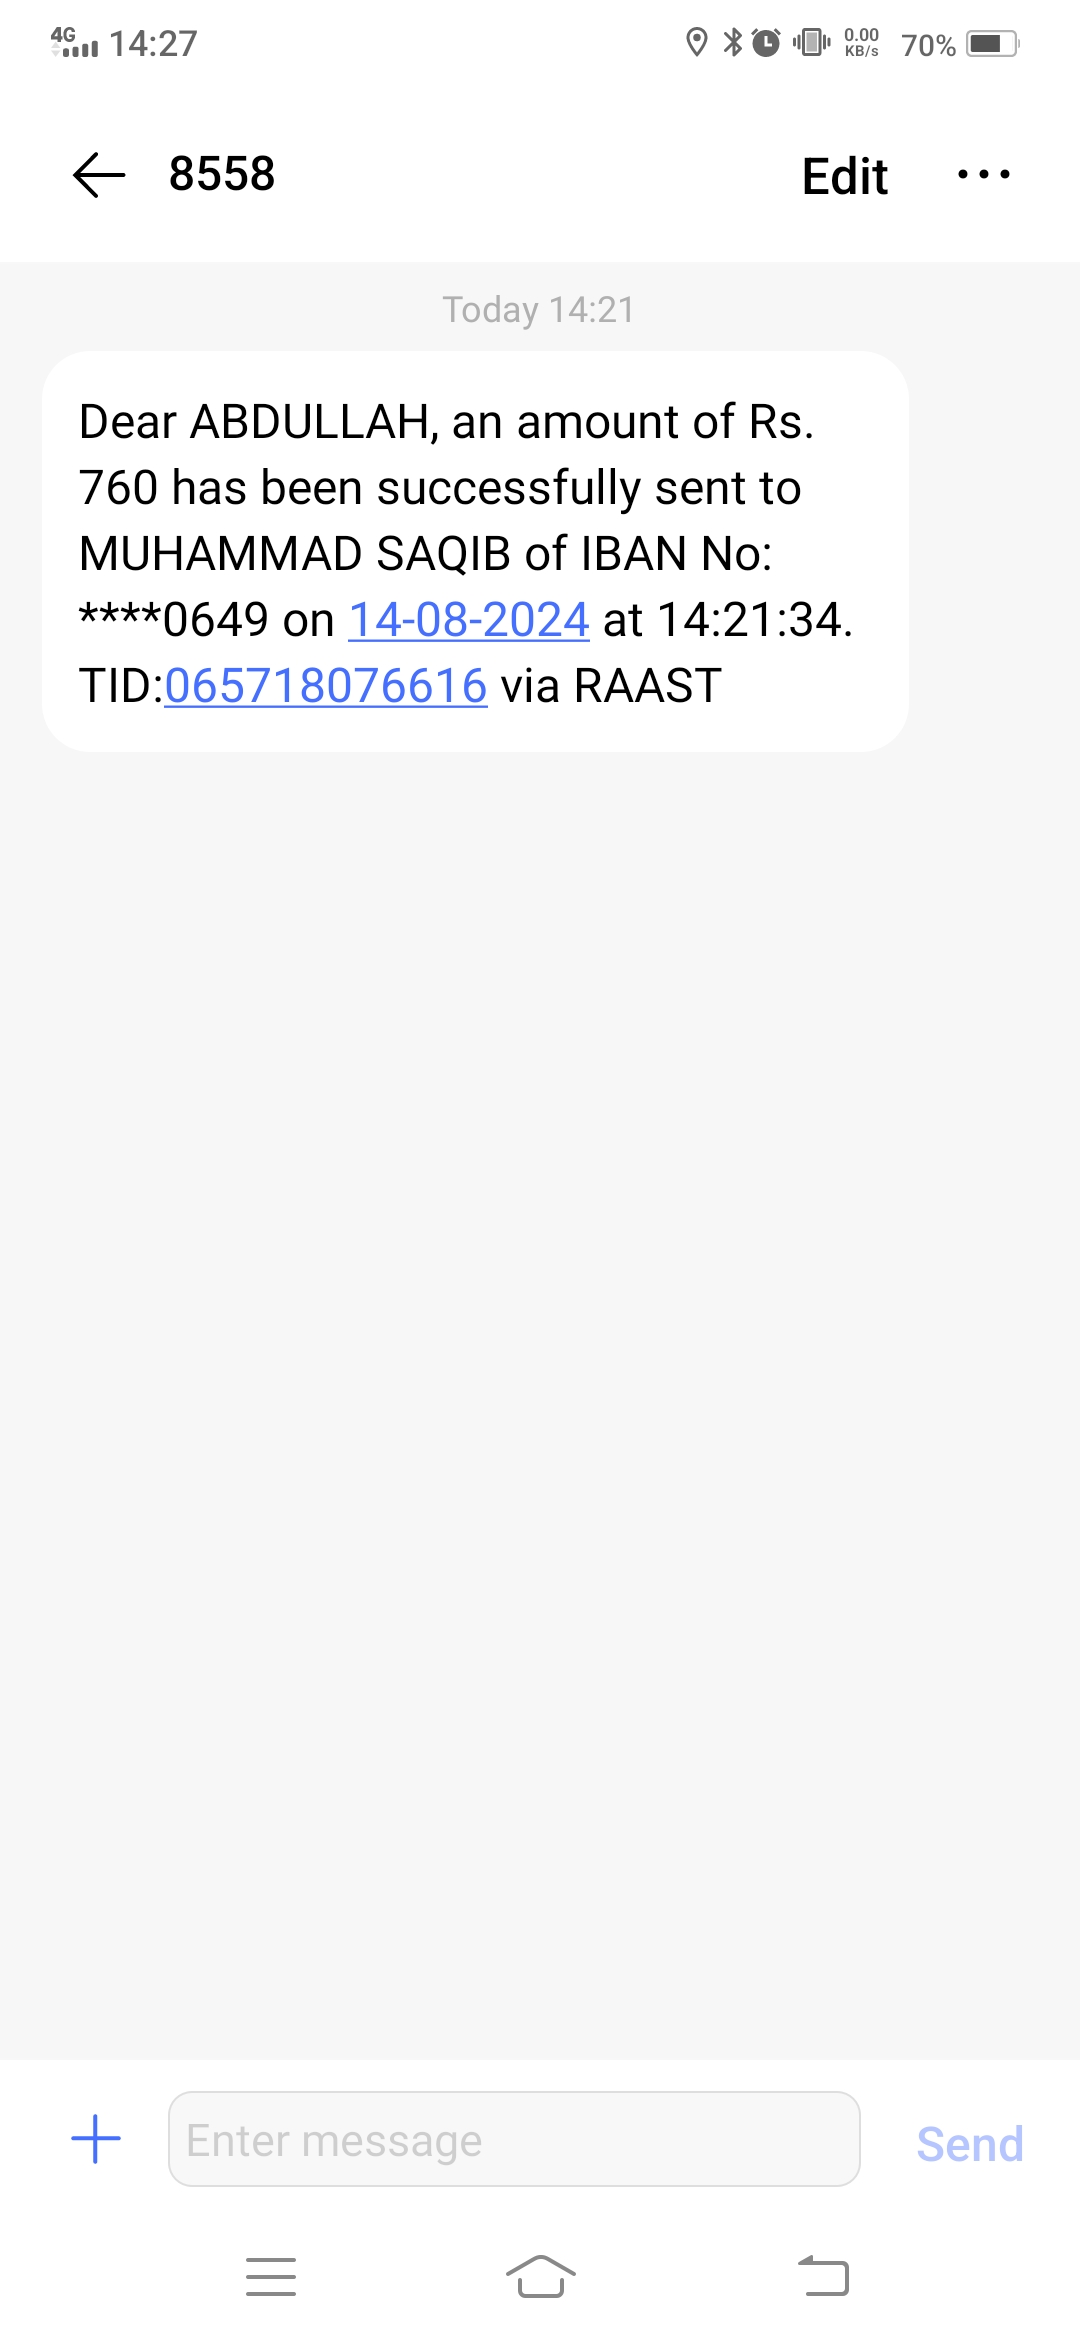 4G 14:27 0.00 KB/s 70%
8558 Edit ...
Today 14:21
Dear ABDULLAH, an amount of Rs.
760 has been successfully sent to
MUHAMMAD SAQIB of IBAN No:
****0649 on 14-08-2024 at 14:21:34.
TID:065718076616 via RAAST
Enter message Send